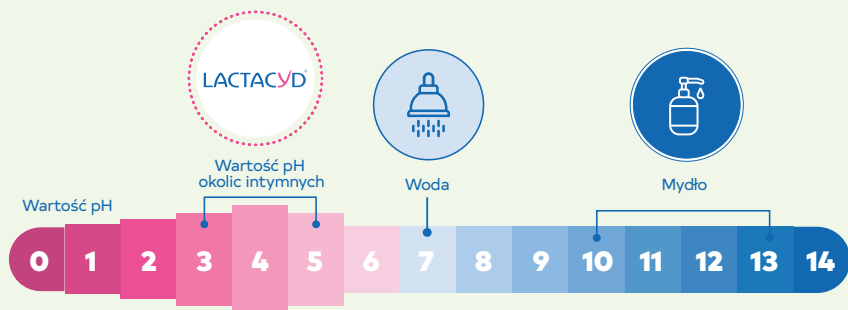 LACTACYD
Wartość pH
okolic intymnych
Woda
Mydło
Wartość pH
0 1 2 3 4 5 6 7 8 9 10 11 12 13 14